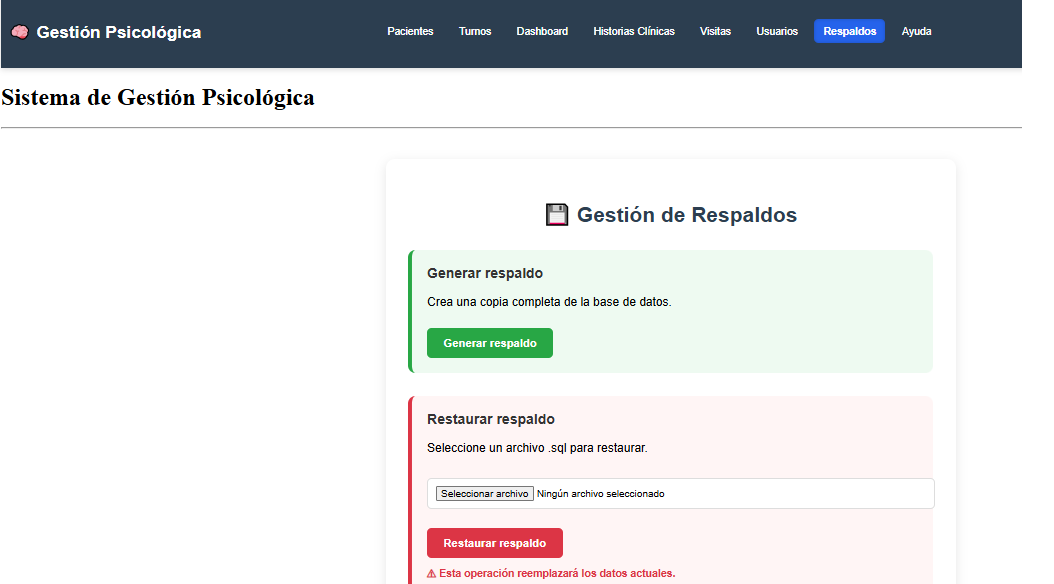 Gestión Psicológica
Pacientes Turnos Dashboard Historias Clínicas Visitas Usuarios Respaldos Ayuda
Sistema de Gestión Psicológica
Gestión de Respaldos
Generar respaldo
Crea una copia completa de la base de datos.
Generar respaldo
Restaurar respaldo
Seleccione un archivo .sql para restaurar.
Seleccionar archivo Ningún archivo seleccionado
Restaurar respaldo
⚠ Esta operación reemplazará los datos actuales.